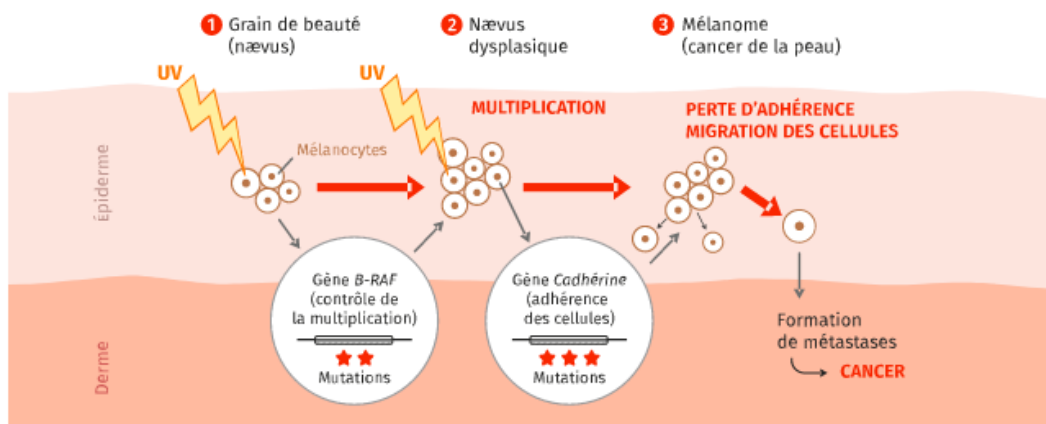 1 Grain de beauté
(nævus)
2 Nævus
dysplasique
3 Mélanome
(cancer de la peau)
UV
UV
MULTIPLICATION
PERTE D'ADHÉRENCE
MIGRATION DES CELLULES
Mélanocytes
Épiderme
Gène B-RAF
(contrôle de
la multiplication)
Mutations
Gène Cadhérine
(adhérence
des cellules)
Mutations
Formation
de métastases
CANCER
Derme